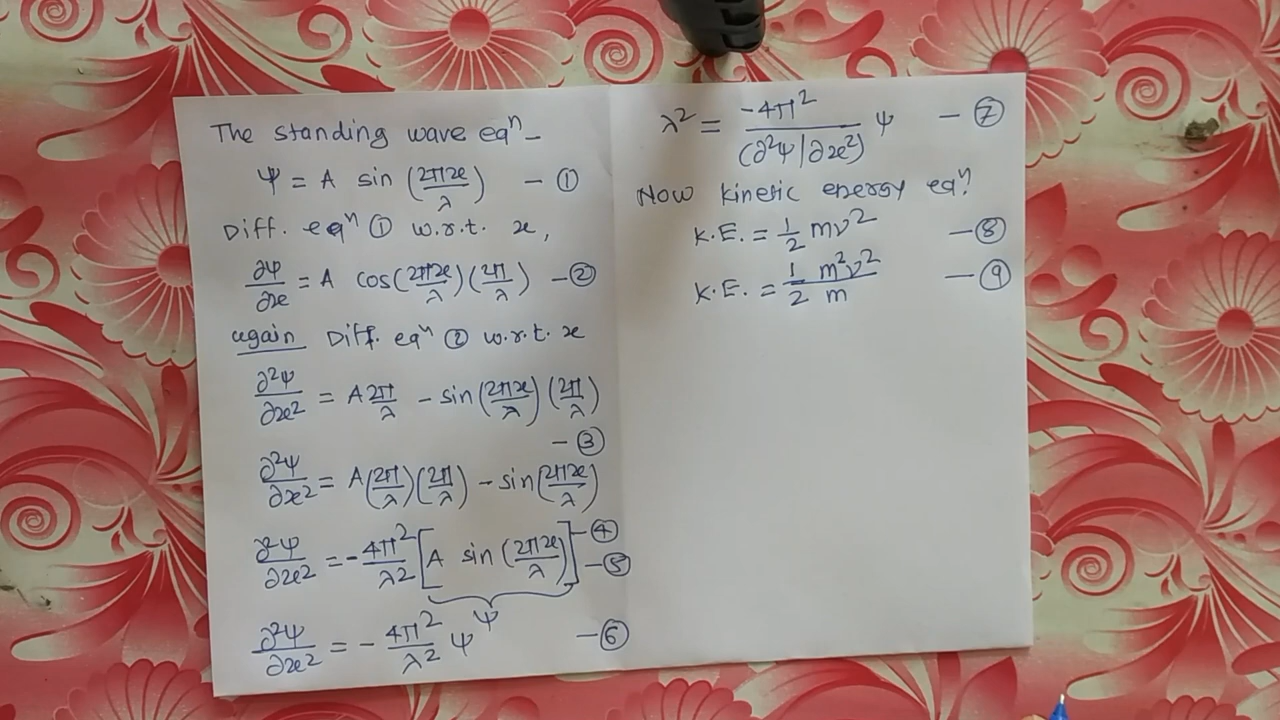 The standing wave eqⁿ –
Ψ = A sin (2πx/λ) – ①
Diff. eqⁿ ① w.r.t. x,
∂Ψ/∂x = A cos(2πx/λ)(2π/λ) – ②
again Diff. eqⁿ ② w.r.t. x
∂²Ψ/∂x² = A 2π/λ – sin(2πx/λ)(2π/λ)
– ③
∂²Ψ/∂x² = A(2π/λ)(2π/λ) – sin(2πx/λ)
– ④
∂²Ψ/∂x² = – 4π²/λ² [A sin (2πx/λ)] – ⑤
Ψ
∂²Ψ/∂x² = – 4π²/λ² Ψ – ⑥
λ² = –4π²/(∂²Ψ/∂x²) Ψ – ⑦
Now kinetic energy eqⁿ.
K.E. = 1/2 mv² – ⑧
K.E. = 1/2 m²v²/m – ⑨